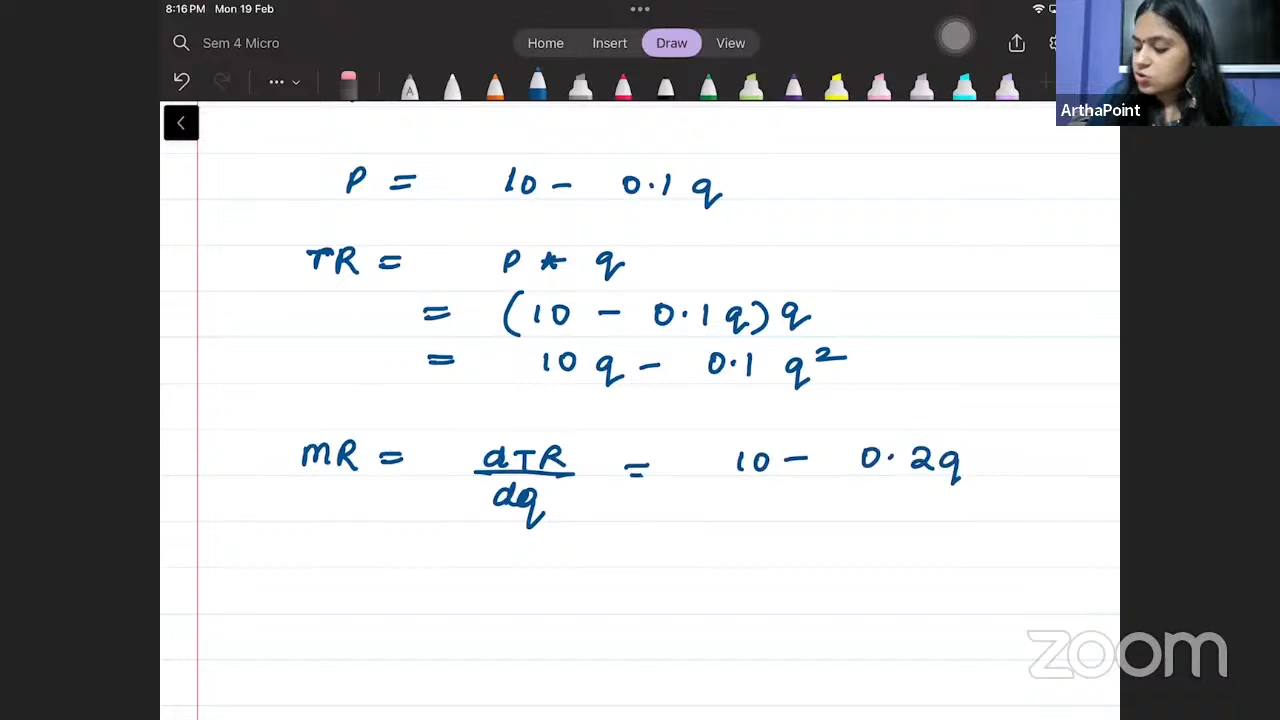 8:16 PM Mon 19 Feb
Sem 4 Micro
Home Insert Draw View
A
ArthaPoint
P = 10 - 0.1 q
TR = P * q
= (10 - 0.1 q) q
= 10 q - 0.1 q²
MR = dTR/dq = 10 - 0.2q
zoom